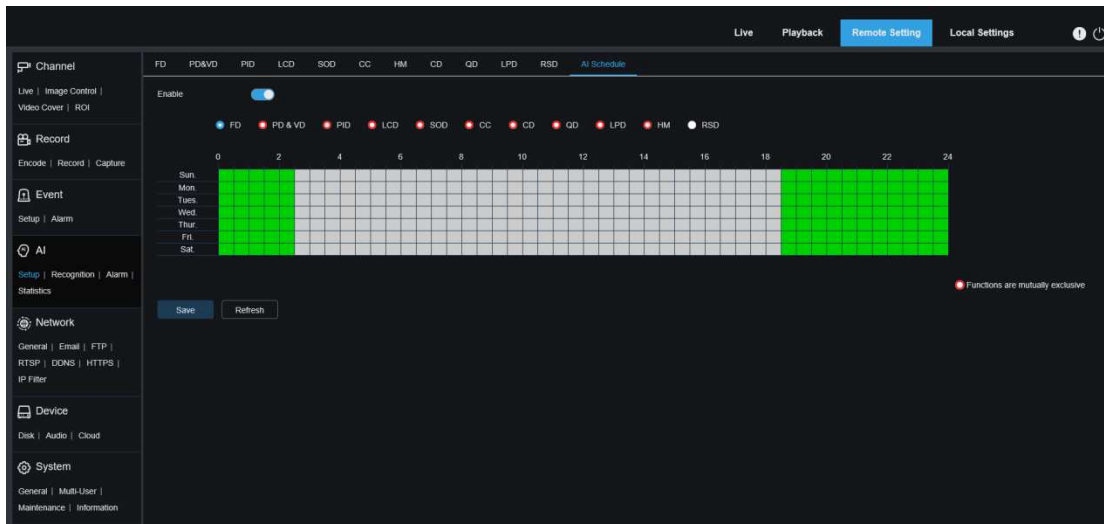 Live Playback Remote Setting Local Settings
Channel
Live | Image Control |
Video Cover | ROI
Record
Encode | Record | Capture
Event
Setup | Alarm
AI
Setup | Recognition | Alarm |
Statistics
Network
General | Email | FTP |
RTSP | DDNS | HTTPS |
IP Filter
Device
Disk | Audio | Cloud
System
General | Multi-User |
Maintenance | Information
FD PD&VD PID LCD SOD CC HM CD QD LPD RSD AI Schedule
Enable
FD PD & VD PID LCD SOD CC CD QD LPD HM RSD
0 2 4 6 8 10 12 14 16 18 20 22 24
Sun.
Mon.
Tues.
Wed.
Thur.
Fri.
Sat.
Functions are mutually exclusive
Save Refresh